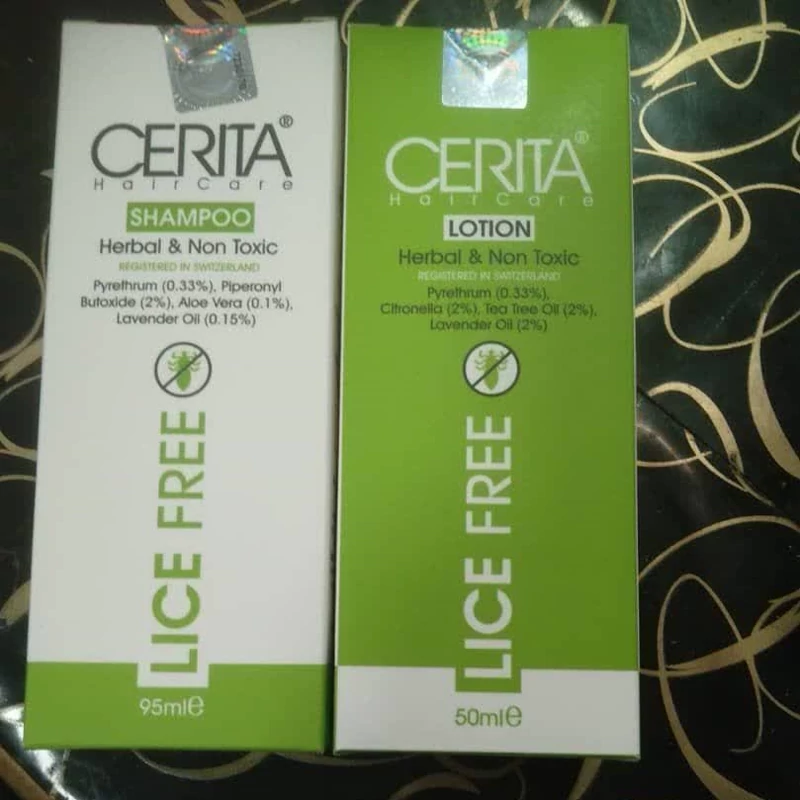 CERITA®
HairCare
SHAMPOO
Herbal & Non Toxic
REGISTERED IN SWITZERLAND
Pyrethrum (0.33%), Piperonyl
Butoxide (2%), Aloe Vera (0.1%),
Lavender Oil (0.15%)
LICE FREE
95ml℮
CERITA®
HairCare
LOTION
Herbal & Non Toxic
REGISTERED IN SWITZERLAND
Pyrethrum (0.33%),
Citronella (2%), Tea Tree Oil (2%),
Lavender Oil (2%)
LICE FREE
50ml℮